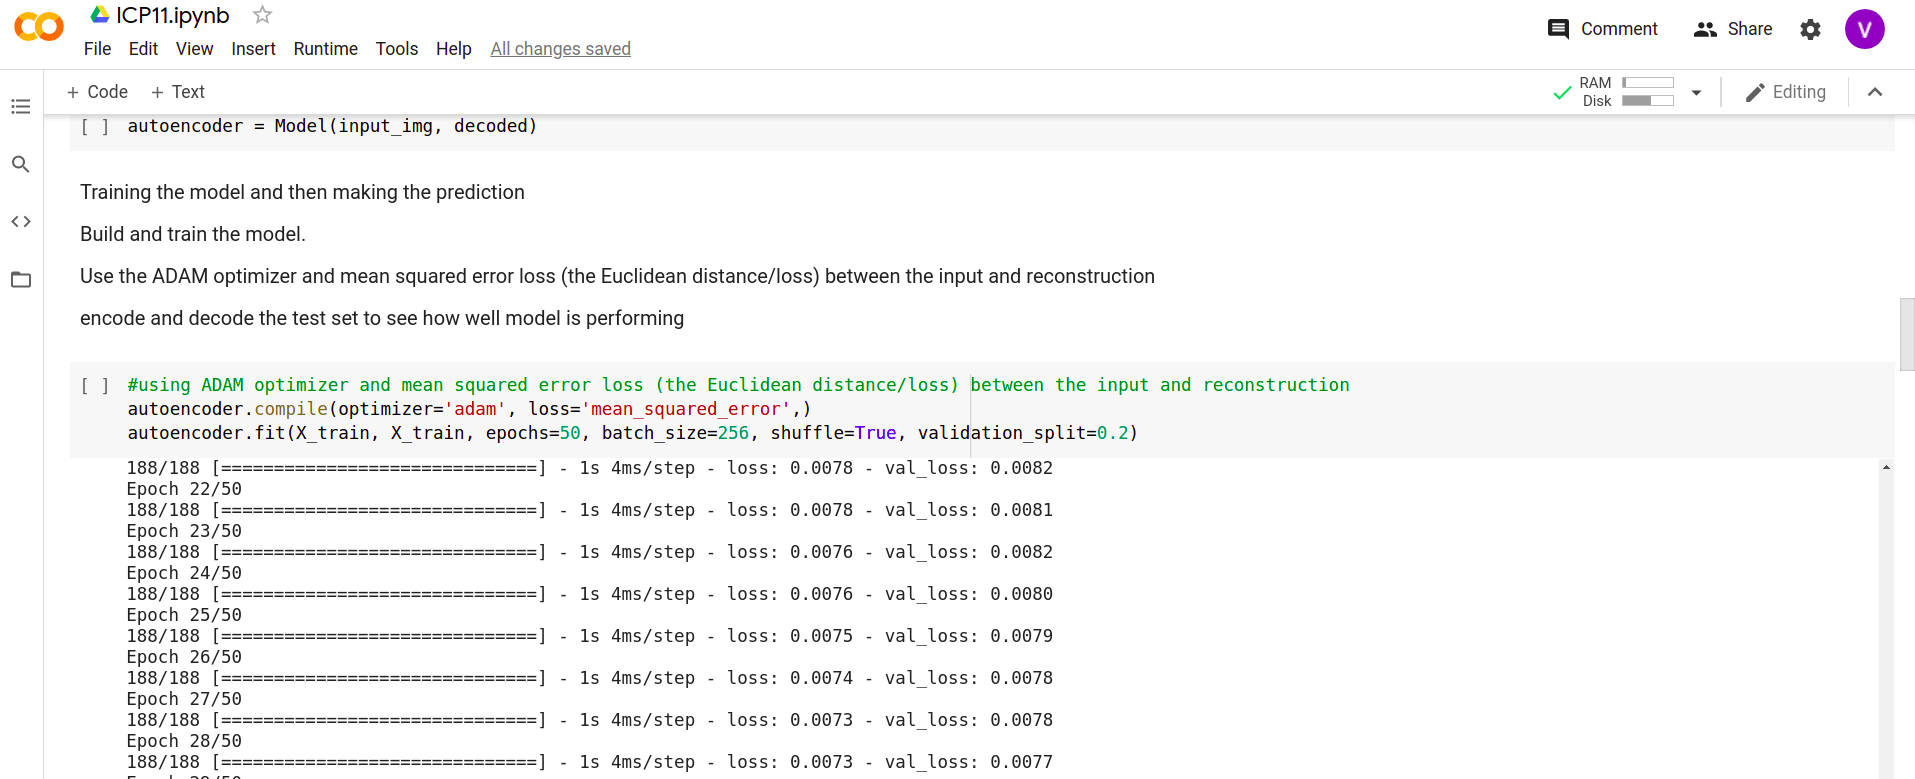 ICP11.ipynb
File Edit View Insert Runtime Tools Help All changes saved
Comment Share V
+ Code + Text
RAM
Disk
Editing
[ ] autoencoder = Model(input_img, decoded)
Training the model and then making the prediction
Build and train the model.
Use the ADAM optimizer and mean squared error loss (the Euclidean distance/loss) between the input and reconstruction
encode and decode the test set to see how well model is performing
[ ] #using ADAM optimizer and mean squared error loss (the Euclidean distance/loss) between the input and reconstruction
autoencoder.compile(optimizer='adam', loss='mean_squared_error',)
autoencoder.fit(X_train, X_train, epochs=50, batch_size=256, shuffle=True, validation_split=0.2)
188/188 [==============================] - 1s 4ms/step - loss: 0.0078 - val_loss: 0.0082
Epoch 22/50
188/188 [==============================] - 1s 4ms/step - loss: 0.0078 - val_loss: 0.0081
Epoch 23/50
188/188 [==============================] - 1s 4ms/step - loss: 0.0076 - val_loss: 0.0082
Epoch 24/50
188/188 [==============================] - 1s 4ms/step - loss: 0.0076 - val_loss: 0.0080
Epoch 25/50
188/188 [==============================] - 1s 4ms/step - loss: 0.0075 - val_loss: 0.0079
Epoch 26/50
188/188 [==============================] - 1s 4ms/step - loss: 0.0074 - val_loss: 0.0078
Epoch 27/50
188/188 [==============================] - 1s 4ms/step - loss: 0.0073 - val_loss: 0.0078
Epoch 28/50
188/188 [==============================] - 1s 4ms/step - loss: 0.0073 - val_loss: 0.0077